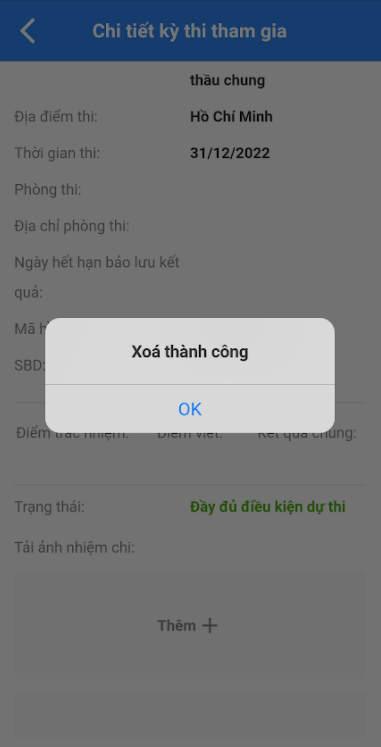 Chi tiết kỳ thi tham gia
thầu chung
Địa điểm thi: Hồ Chí Minh
Thời gian thi: 31/12/2022
Phòng thi:
Địa chỉ phòng thi:
Ngày hết hạn bảo lưu kết
quả:
Mã
Xoá thành công
SBD:
OK
Điểm trắc nghiệm: Điểm viết: Kết quả chung:
Trạng thái: Đầy đủ điều kiện dự thi
Tải ảnh nhiệm chi:
Thêm +